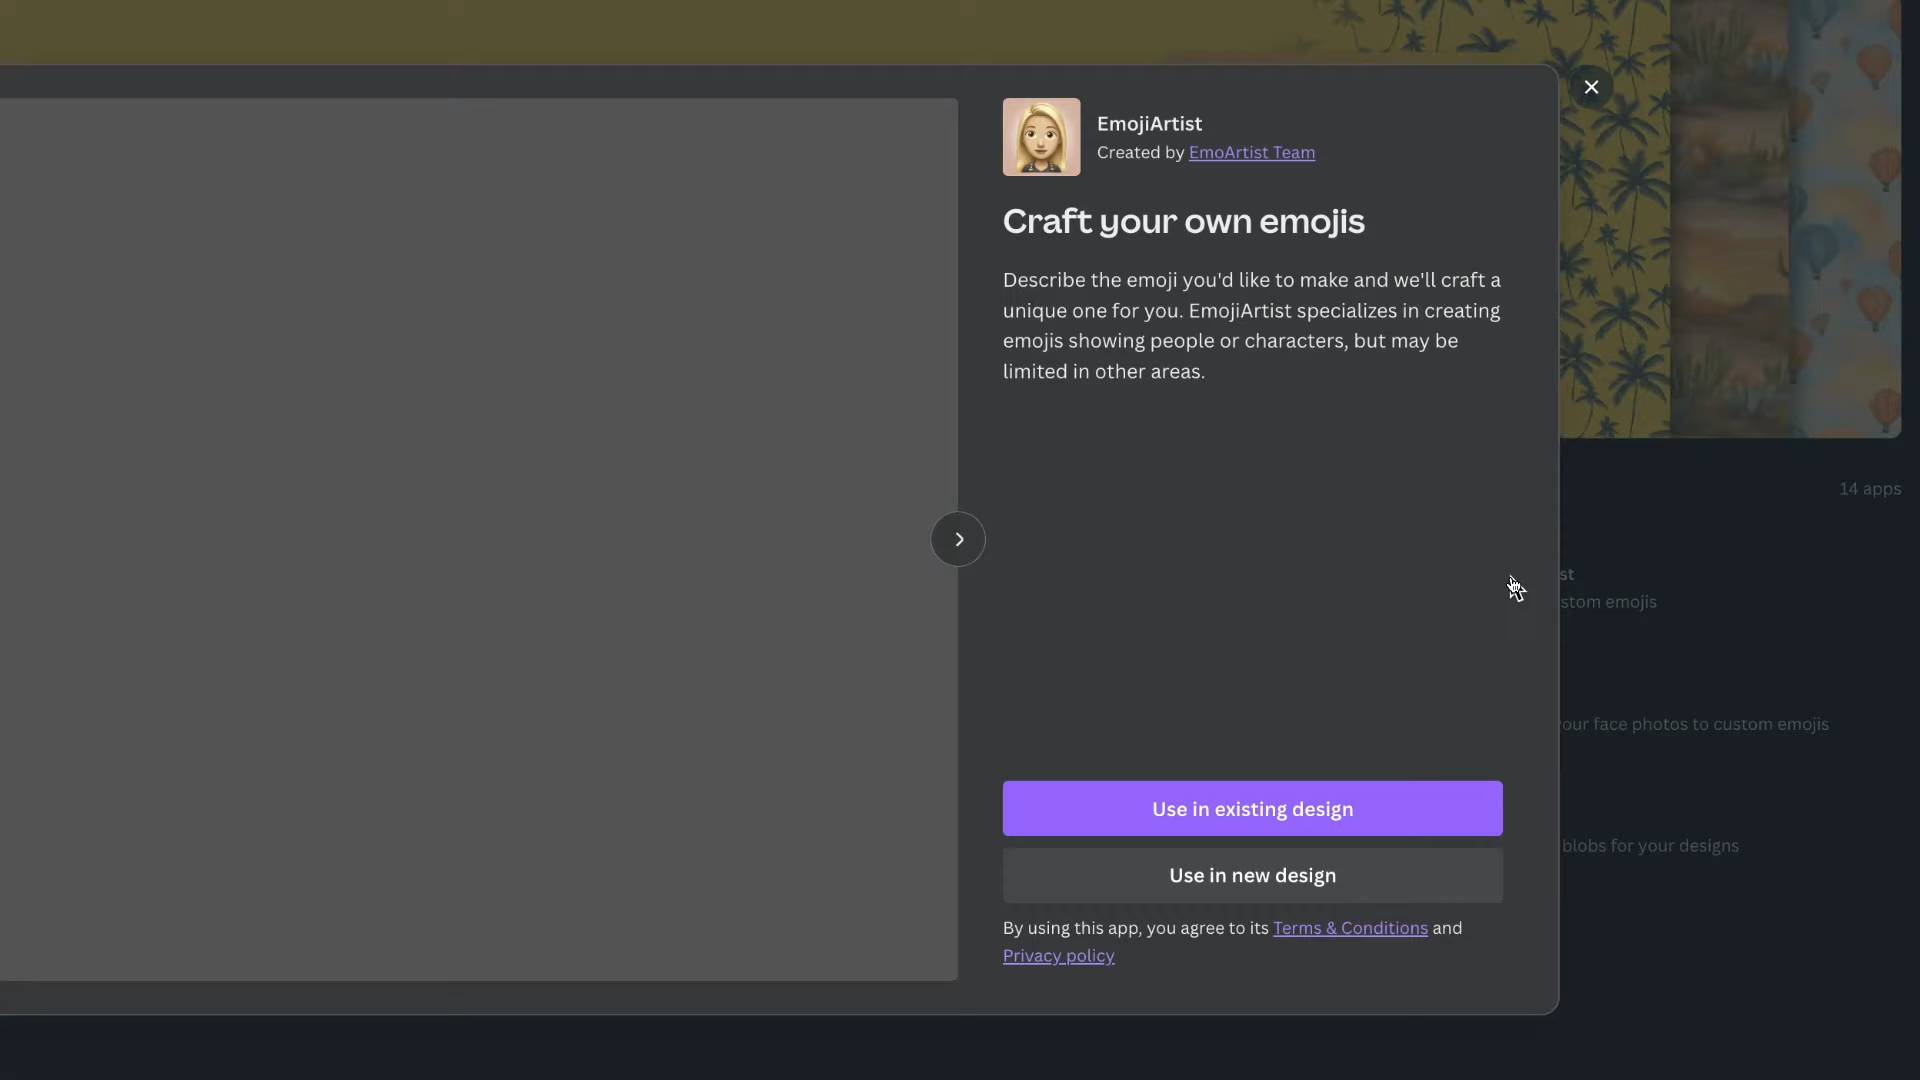 EmojiArtist
Created by EmoArtist Team
Craft your own emojis
Describe the emoji you'd like to make and we'll craft a
unique one for you. EmojiArtist specializes in creating
emojis showing people or characters, but may be
limited in other areas.
14 apps
st
stom emojis
our face photos to custom emojis
blobs for your designs
Use in existing design
Use in new design
By using this app, you agree to its Terms & Conditions and
Privacy policy